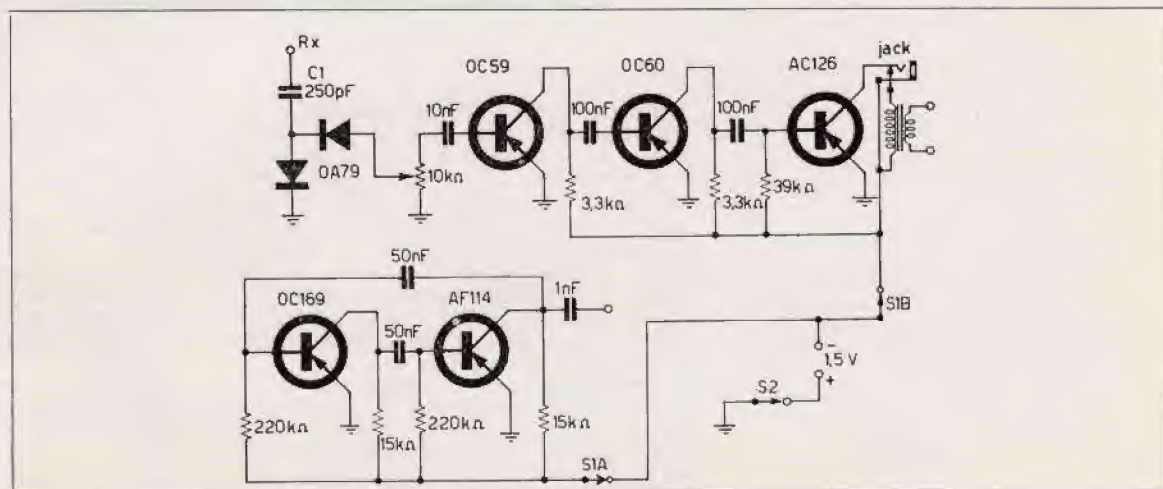 Rx
C1
250pF
OA79
10kΩ
10nF
OC59
100nF
3,3kΩ
OC60
100nF
3,3kΩ
39kΩ
AC126
jack
50nF
OC169
50nF
AF114
1nF
220kΩ
15kΩ
220kΩ
15kΩ
S1A
S1B
-
1,5 V
+
S2